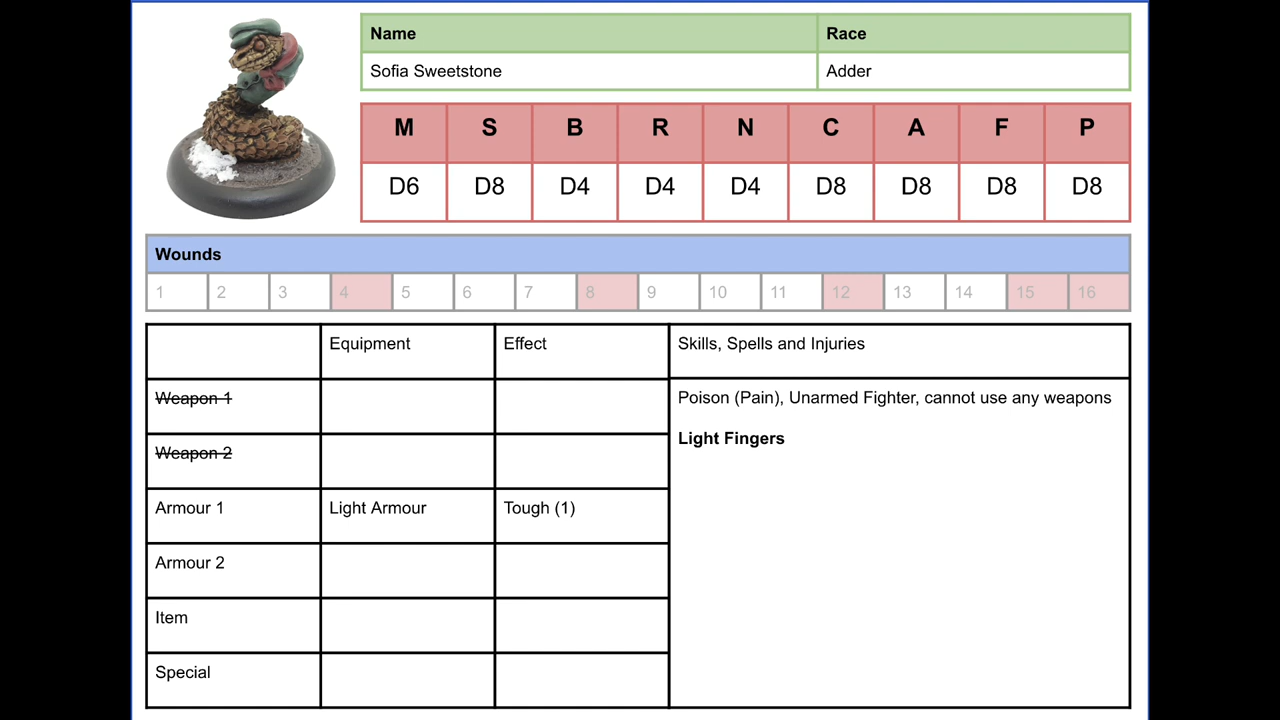 Name Race
Sofia Sweetstone Adder
M S B R N C A F P
D6 D8 D4 D4 D4 D8 D8 D8 D8
Wounds
1 2 3 4 5 6 7 8 9 10 11 12 13 14 15 16
Equipment Effect Skills, Spells and Injuries
Weapon 1 Poison (Pain), Unarmed Fighter, cannot use any weapons
Light Fingers
Weapon 2
Armour 1 Light Armour Tough (1)
Armour 2
Item
Special